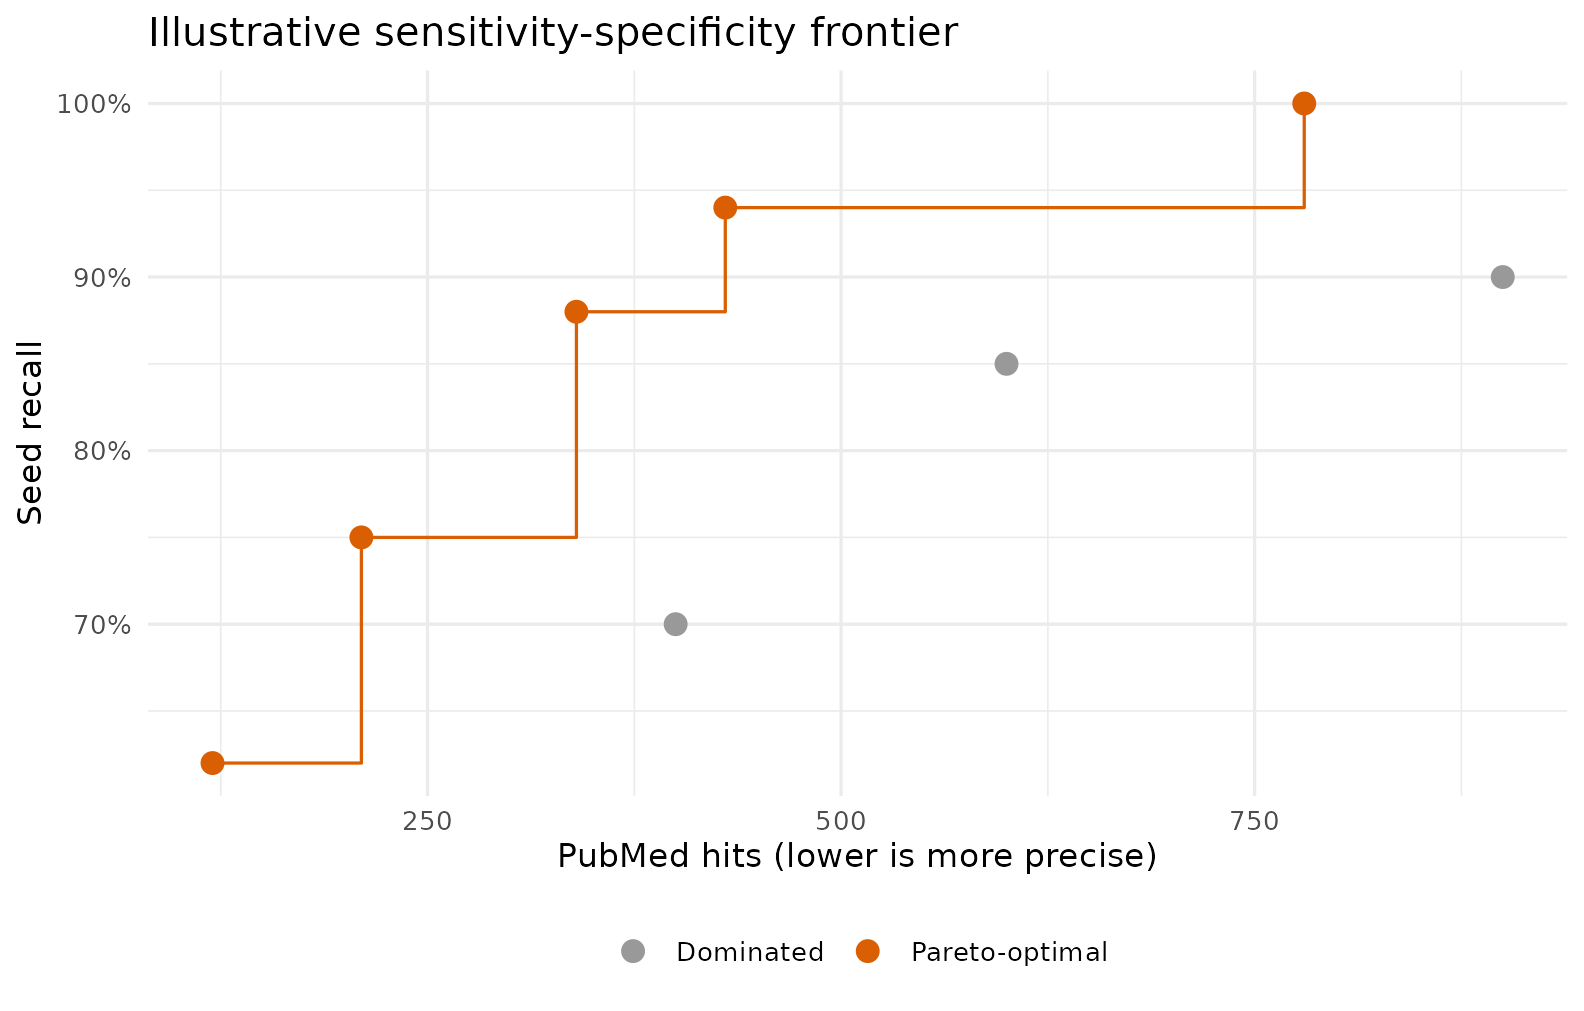 Illustrative sensitivity-specificity frontier
Seed recall
100%
90%
80%
70%
250 500 750
PubMed hits (lower is more precise)
Dominated Pareto-optimal